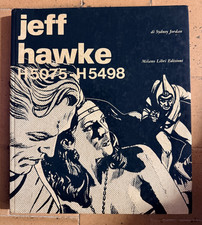 jeff
hawke
H5075-H5498
di Sydney Jordan
Milano Libri Edizioni